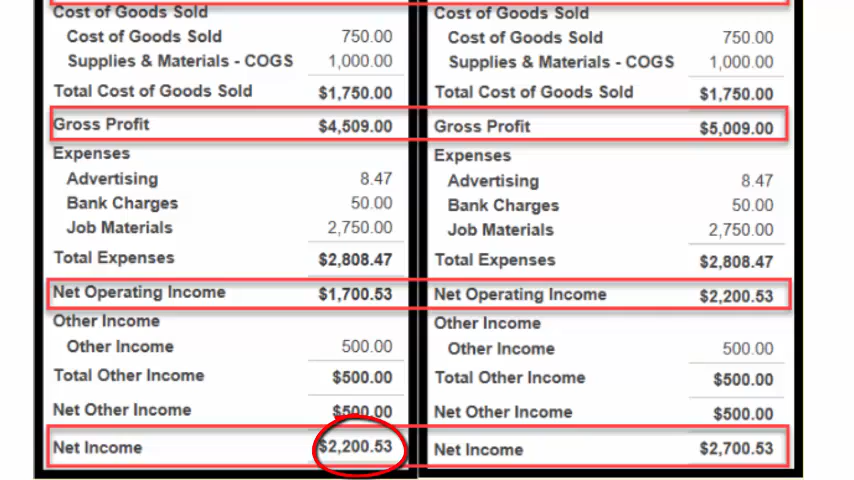 Cost of Goods Sold
Cost of Goods Sold 750.00
Supplies & Materials - COGS 1,000.00
Total Cost of Goods Sold $1,750.00
Gross Profit $4,509.00
Expenses
Advertising 8.47
Bank Charges 50.00
Job Materials 2,750.00
Total Expenses $2,808.47
Net Operating Income $1,700.53
Other Income
Other Income 500.00
Total Other Income $500.00
Net Other Income $500.00
Net Income $2,200.53
Cost of Goods Sold
Cost of Goods Sold 750.00
Supplies & Materials - COGS 1,000.00
Total Cost of Goods Sold $1,750.00
Gross Profit $5,009.00
Expenses
Advertising 8.47
Bank Charges 50.00
Job Materials 2,750.00
Total Expenses $2,808.47
Net Operating Income $2,200.53
Other Income
Other Income 500.00
Total Other Income $500.00
Net Other Income $500.00
Net Income $2,700.53